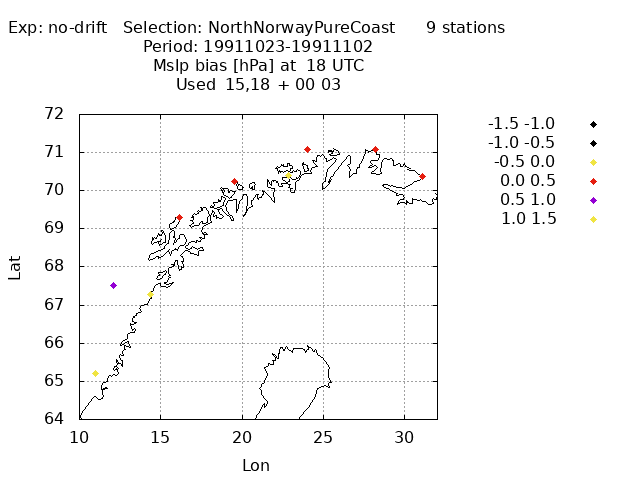 Exp: no-drift   Selection: NorthNorwayPureCoast      9 stations
Period: 19911023-19911102
Mslp bias [hPa] at  18 UTC
Used  15,18  + 00 03
72
71
70
69
68
67
66
65
64
10 15 20 25 30
Lat
Lon
-1.5 -1.0
-1.0 -0.5
-0.5 0.0
0.0 0.5
0.5 1.0
1.0 1.5